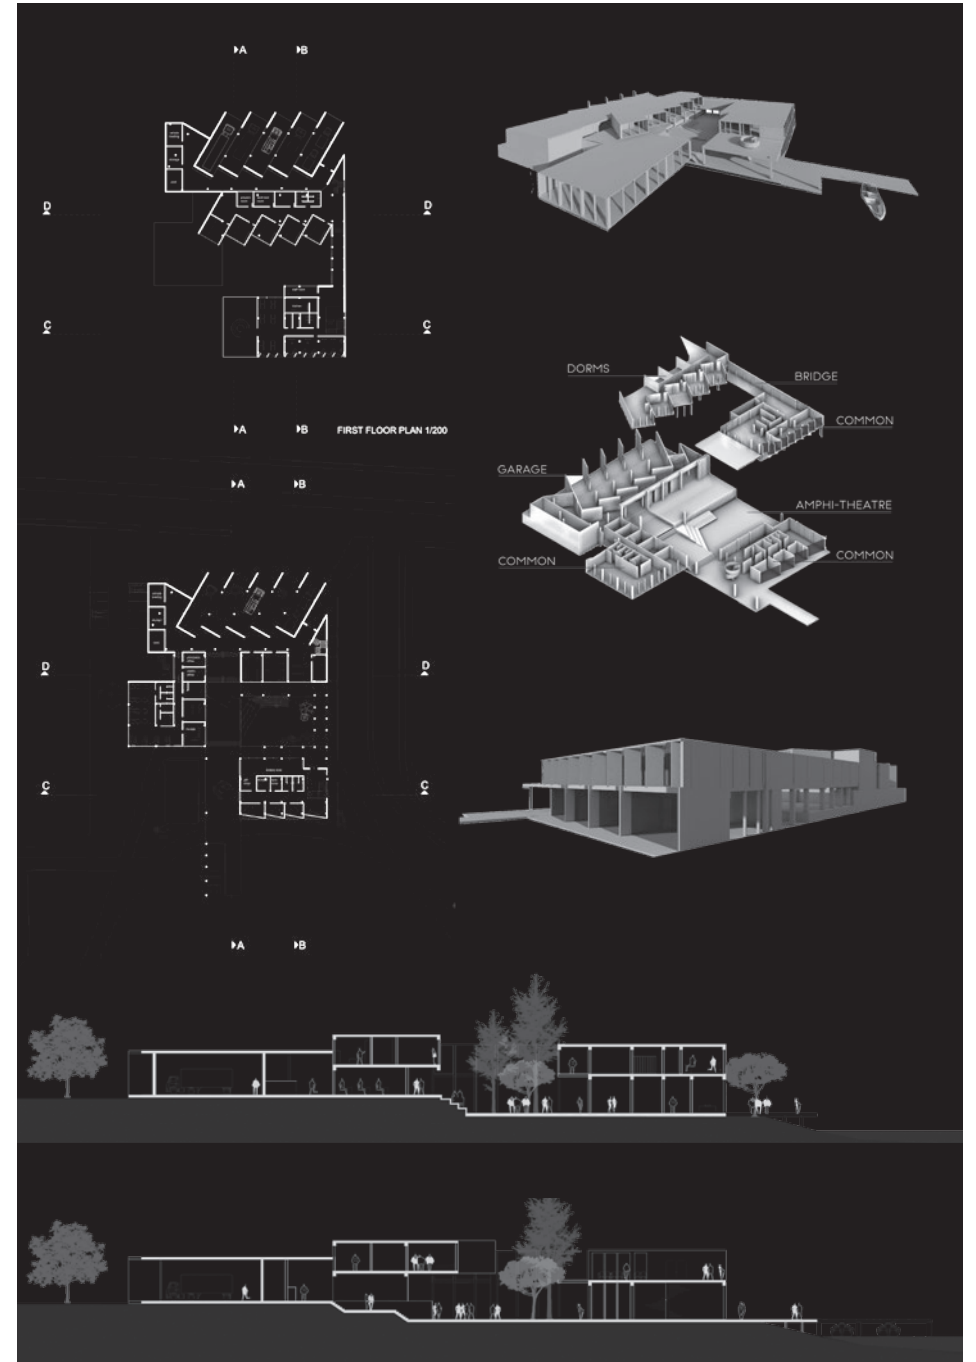 A
B
D
D
C
C
A
B
FIRST FLOOR PLAN 1/200
A
B
D
D
C
C
A
B
DORMS
BRIDGE
COMMON
GARAGE
AMPHI-THEATRE
COMMON
COMMON